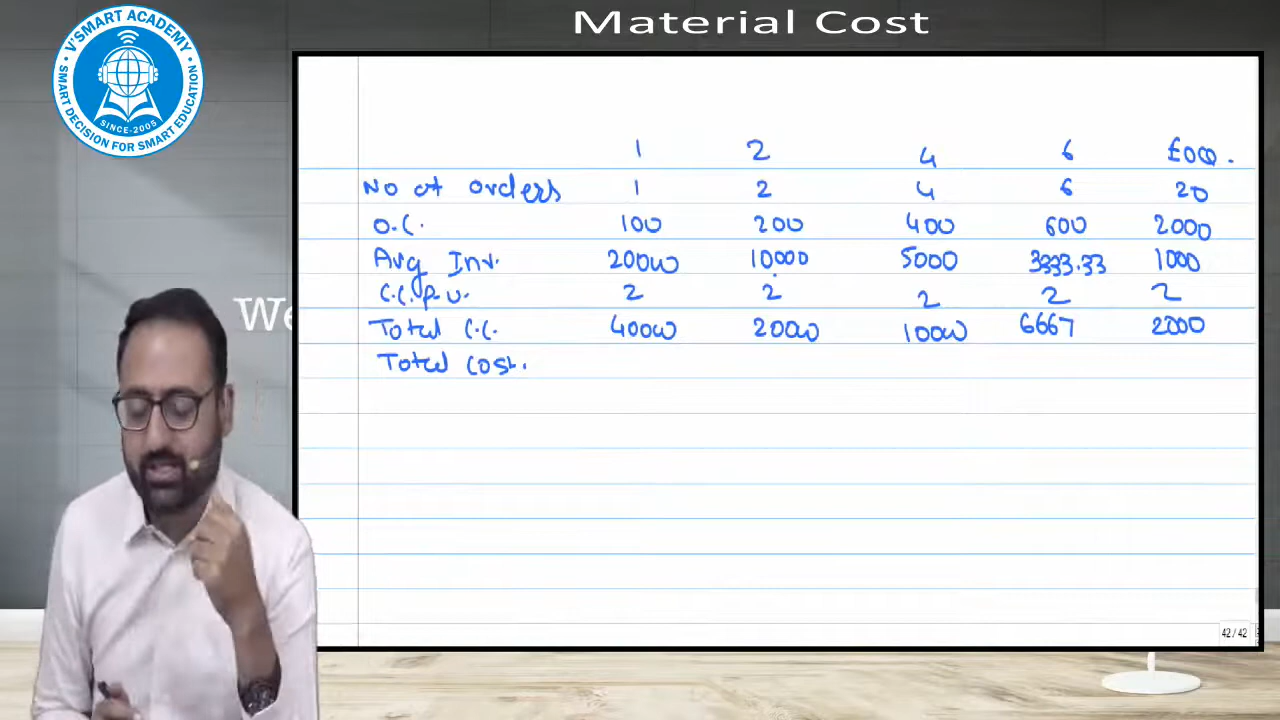 Material Cost
V'SMART ACADEMY
SMART DECISION FOR SMART EDUCATION
SINCE-2005
We
1 2 4 6 EOQ.
No of orders 1 2 4 6 20
O.C. 100 200 400 600 2000
Avg Inv. 20000 10000 5000 3333.33 1000
C.C.P.U. 2 2 2 2 2
Total C.C. 40000 20000 10000 6667 2000
Total Cost.
42/42